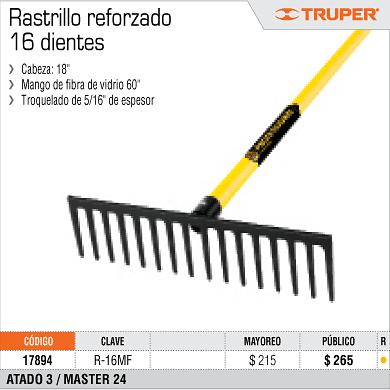 Rastrillo reforzado
16 dientes
TRUPER®
Cabeza: 18"
Mango de fibra de vidrio 60"
Troquelado de 5/16" de espesor
CÓDIGO CLAVE MAYOREO PÚBLICO R
17894 R-16MF $ 215 $ 265
ATADO 3 / MASTER 24